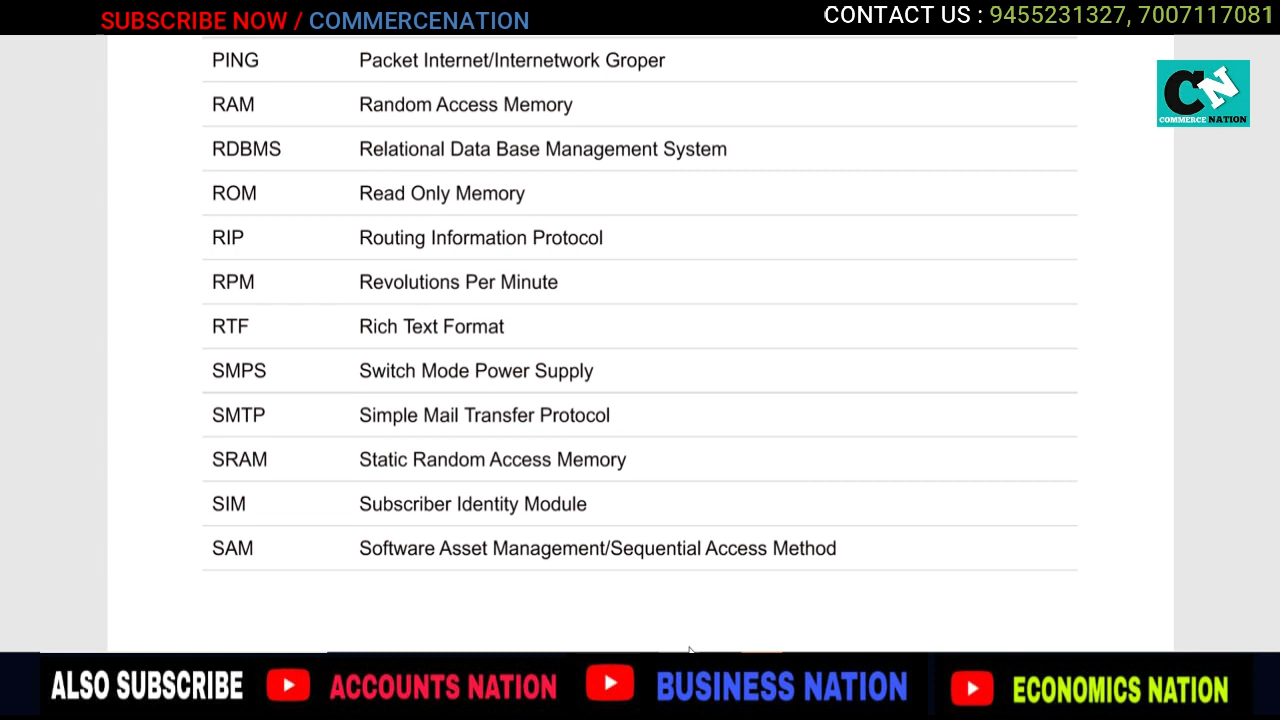 SUBSCRIBE NOW / COMMERCENATION
CONTACT US : 9455231327, 7007117081
PING Packet Internet/Internetwork Groper
RAM Random Access Memory
RDBMS Relational Data Base Management System
ROM Read Only Memory
RIP Routing Information Protocol
RPM Revolutions Per Minute
RTF Rich Text Format
SMPS Switch Mode Power Supply
SMTP Simple Mail Transfer Protocol
SRAM Static Random Access Memory
SIM Subscriber Identity Module
SAM Software Asset Management/Sequential Access Method
CN
COMMERCE NATION
ALSO SUBSCRIBE ACCOUNTS NATION BUSINESS NATION ECONOMICS NATION